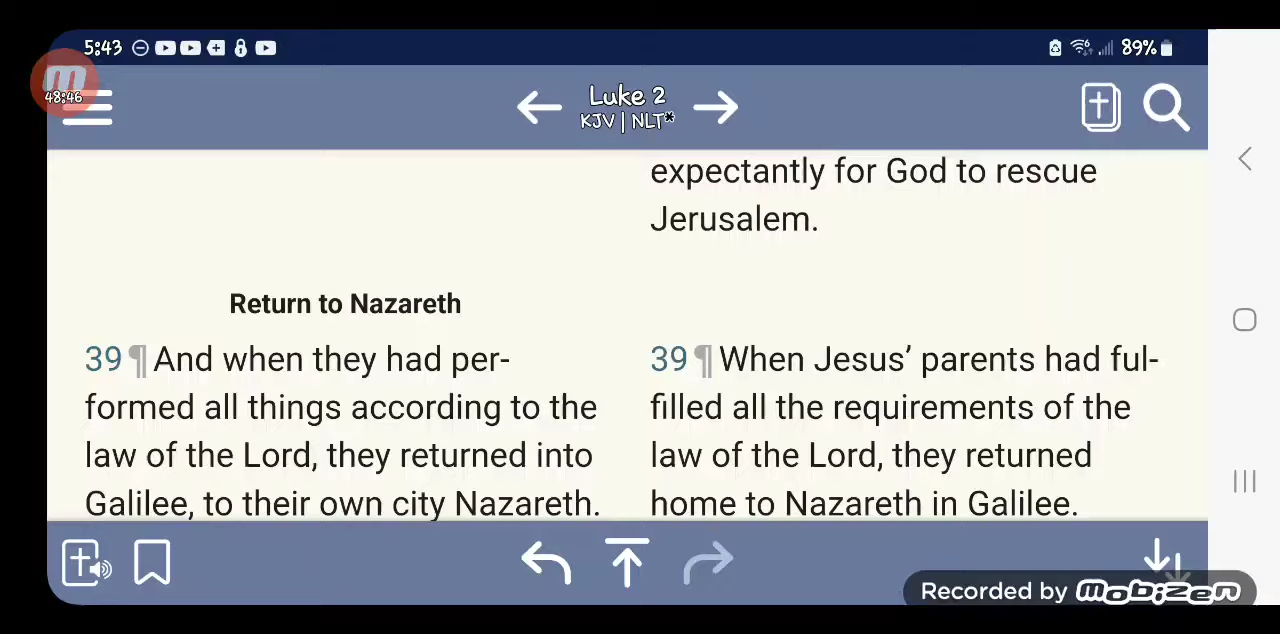 5:43
89%
48:46
Luke 2
KJV | NLT*
expectantly for God to rescue
Jerusalem.
Return to Nazareth
39 ¶ And when they had per-
formed all things according to the
law of the Lord, they returned into
Galilee, to their own city Nazareth.
39 ¶ When Jesus’ parents had ful-
filled all the requirements of the
law of the Lord, they returned
home to Nazareth in Galilee.
Recorded by Mobizen